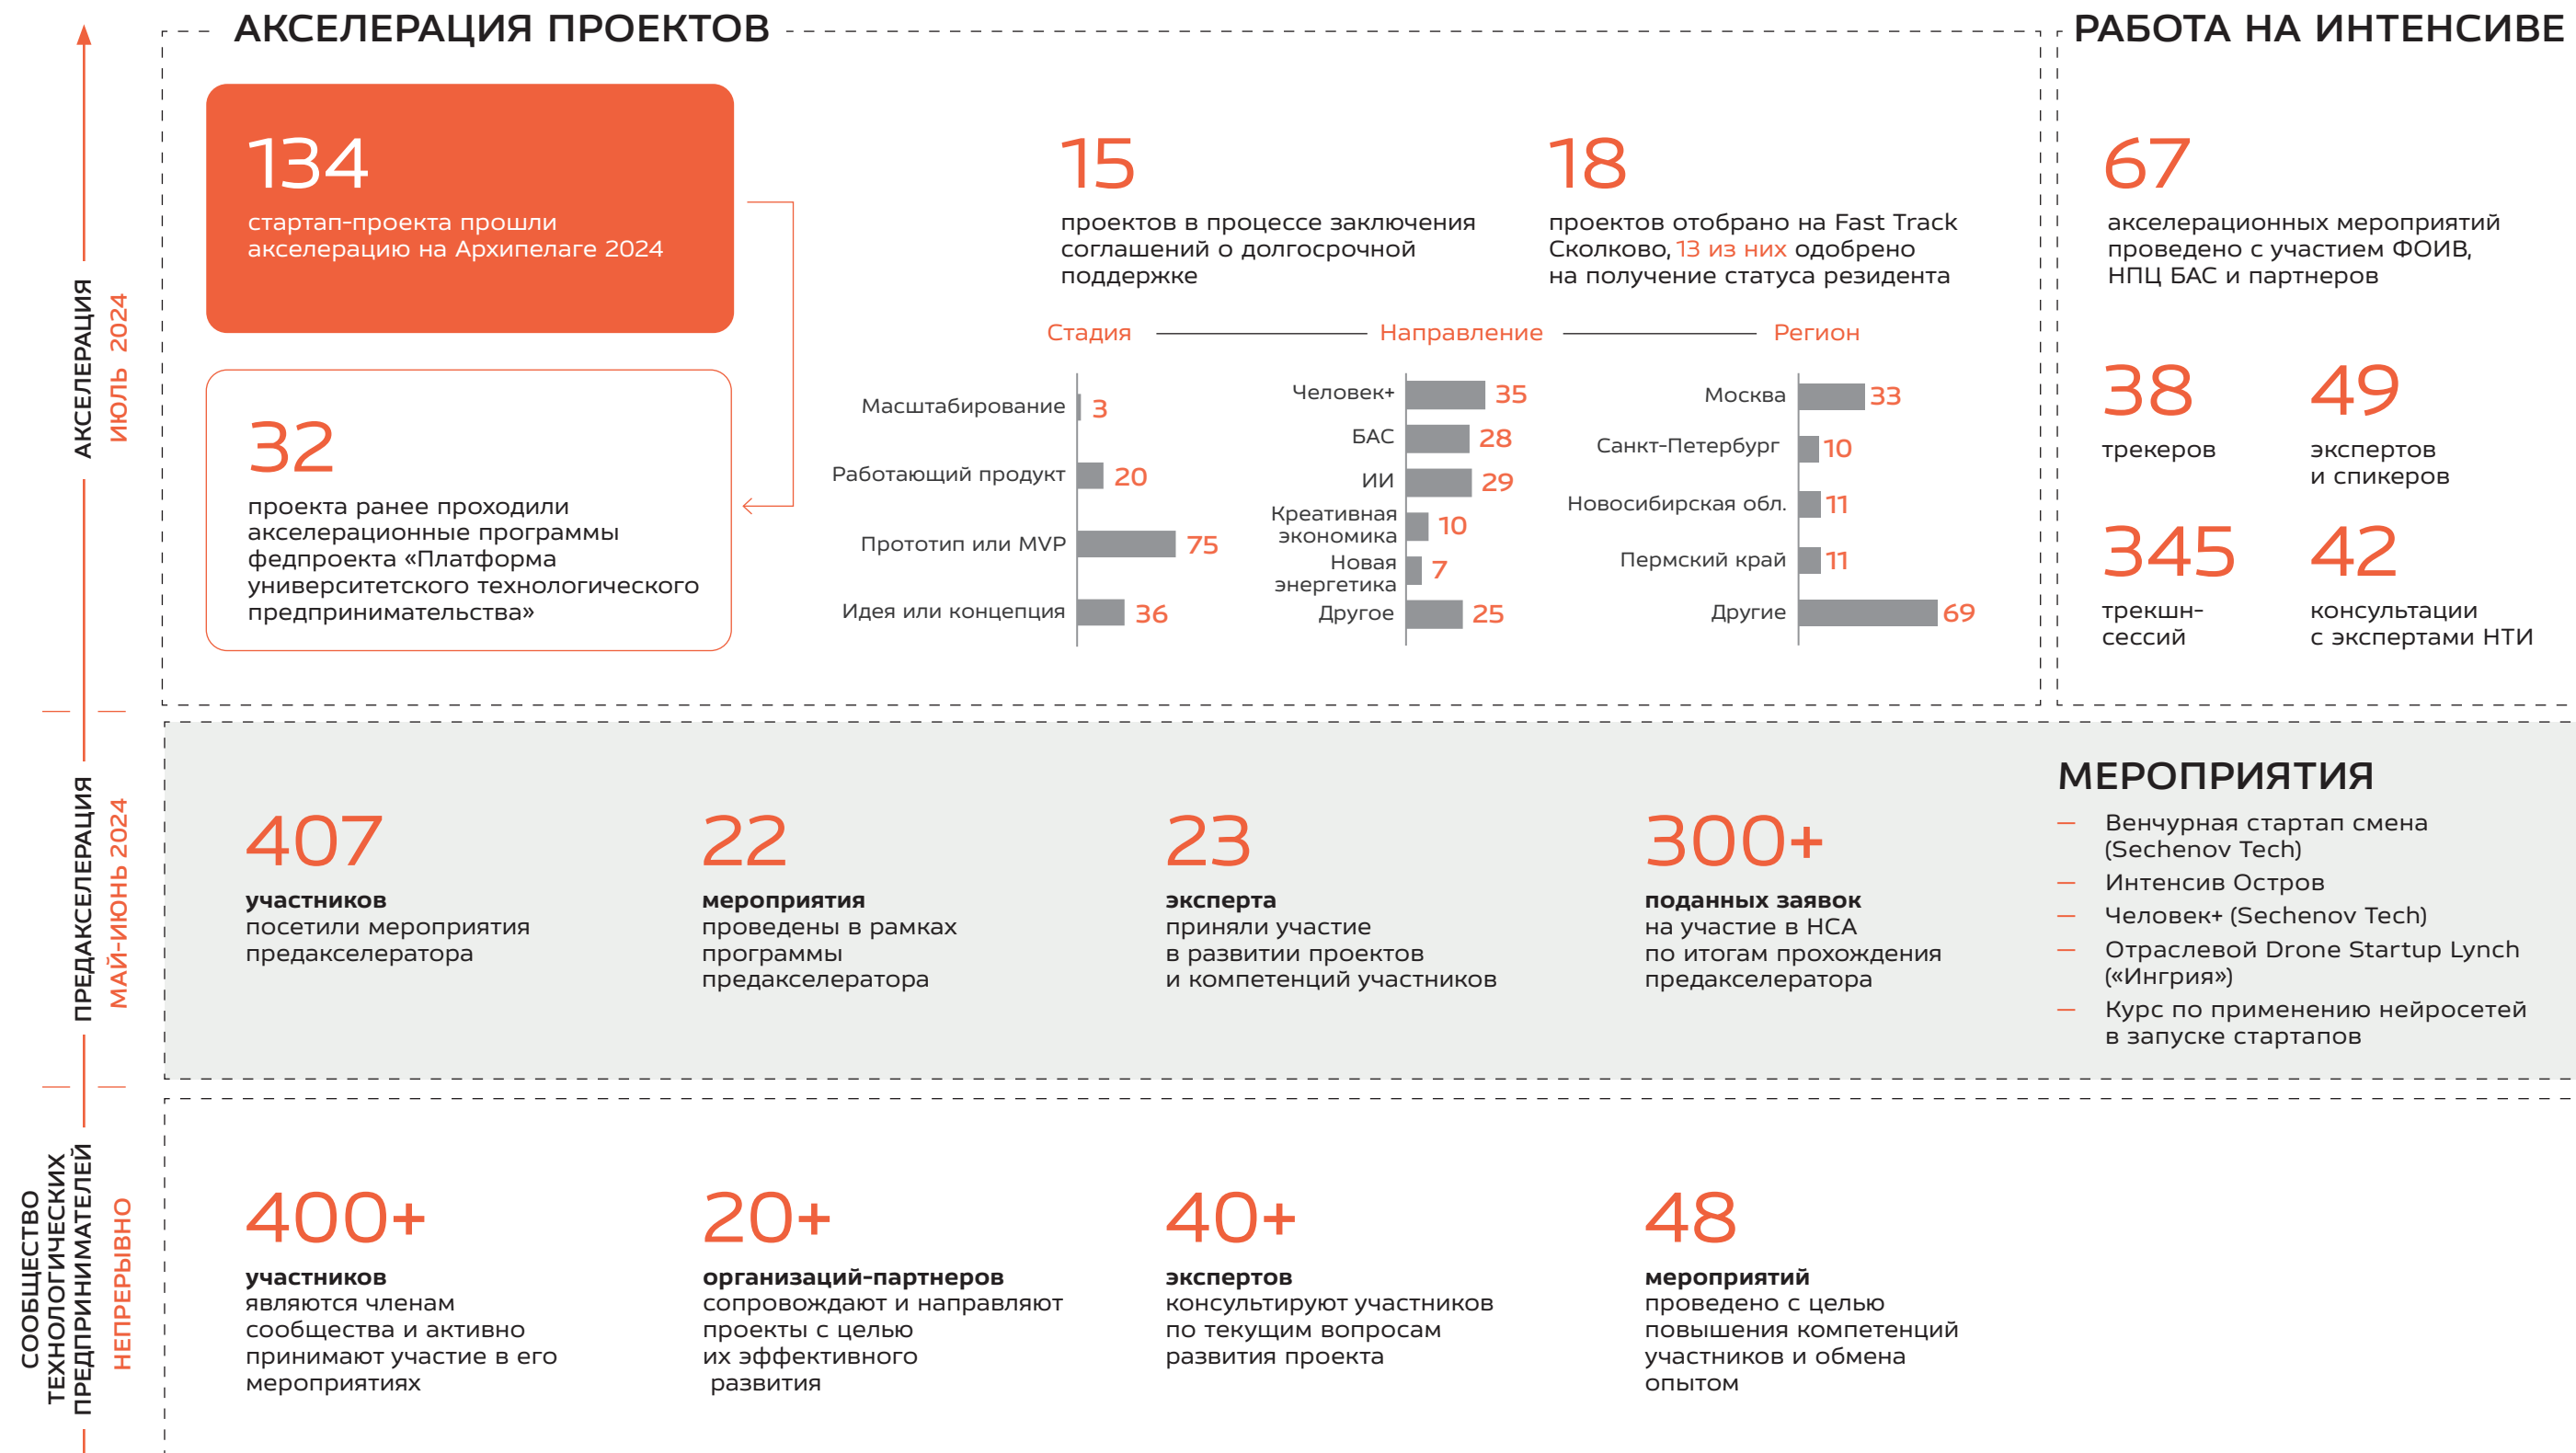 АКСЕЛЕРАЦИЯ ПРОЕКТОВ
РАБОТА НА ИНТЕНСИВЕ
АКСЕЛЕРАЦИЯ
ИЮЛЬ 2024
134
стартап-проекта прошли
акселерацию на Архипелаге 2024
32
проекта ранее проходили
акселерационные программы
федпроекта «Платформа
университетского технологического
предпринимательства»
15
проектов в процессе заключения
соглашений о долгосрочной
поддержке
18
проектов отобрано на Fast Track
Сколково, 13 из них одобрено
на получение статуса резидента
Стадия
Масштабирование 3
Работающий продукт 20
Прототип или MVP 75
Идея или концепция 36
Направление
Человек+ 35
БАС 28
ИИ 29
Креативная
экономика 10
Новая
энергетика 7
Другое 25
Регион
Москва 33
Санкт-Петербург 10
Новосибирская обл. 11
Пермский край 11
Другие 69
67
акселерационных мероприятий
проведено с участием ФОИВ,
НПЦ БАС и партнеров
38
трекеров
49
экспертов
и спикеров
345
трекшн-
сессий
42
консультации
с экспертами НТИ
ПРЕДАКСЕЛЕРАЦИЯ
МАЙ-ИЮНЬ 2024
407
участников
посетили мероприятия
предакселератора
22
мероприятия
проведены в рамках
программы
предакселератора
23
эксперта
приняли участие
в развитии проектов
и компетенций участников
300+
поданных заявок
на участие в НСА
по итогам прохождения
предакселератора
МЕРОПРИЯТИЯ
— Венчурная стартап смена
(Sechenov Tech)
— Интенсив Остров
— Человек+ (Sechenov Tech)
— Отраслевой Drone Startup Lynch
(«Ингрия»)
— Курс по применению нейросетей
в запуске стартапов
СООБЩЕСТВО
ТЕХНОЛОГИЧЕСКИХ
ПРЕДПРИНИМАТЕЛЕЙ
НЕПРЕРЫВНО
400+
участников
являются членам
сообщества и активно
принимают участие в его
мероприятиях
20+
организаций-партнеров
сопровождают и направляют
проекты с целью
их эффективного
развития
40+
экспертов
консультируют участников
по текущим вопросам
развития проекта
48
мероприятий
проведено с целью
повышения компетенций
участников и обмена
опытом